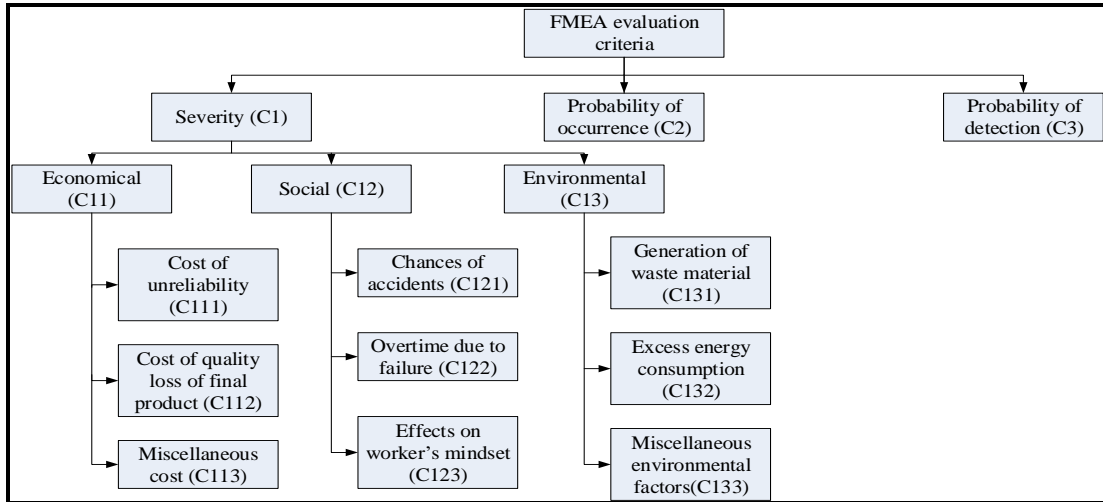 FMEA evaluation
criteria
Severity (C1)
Probability of
occurrence (C2)
Probability of
detection (C3)
Economical
(C11)
Social (C12)
Environmental
(C13)
Cost of
unreliability
(C111)
Cost of quality
loss of final
product (C112)
Miscellaneous
cost (C113)
Chances of
accidents (C121)
Overtime due to
failure (C122)
Effects on
worker's mindset
(C123)
Generation of
waste material
(C131)
Excess energy
consumption
(C132)
Miscellaneous
environmental
factors(C133)